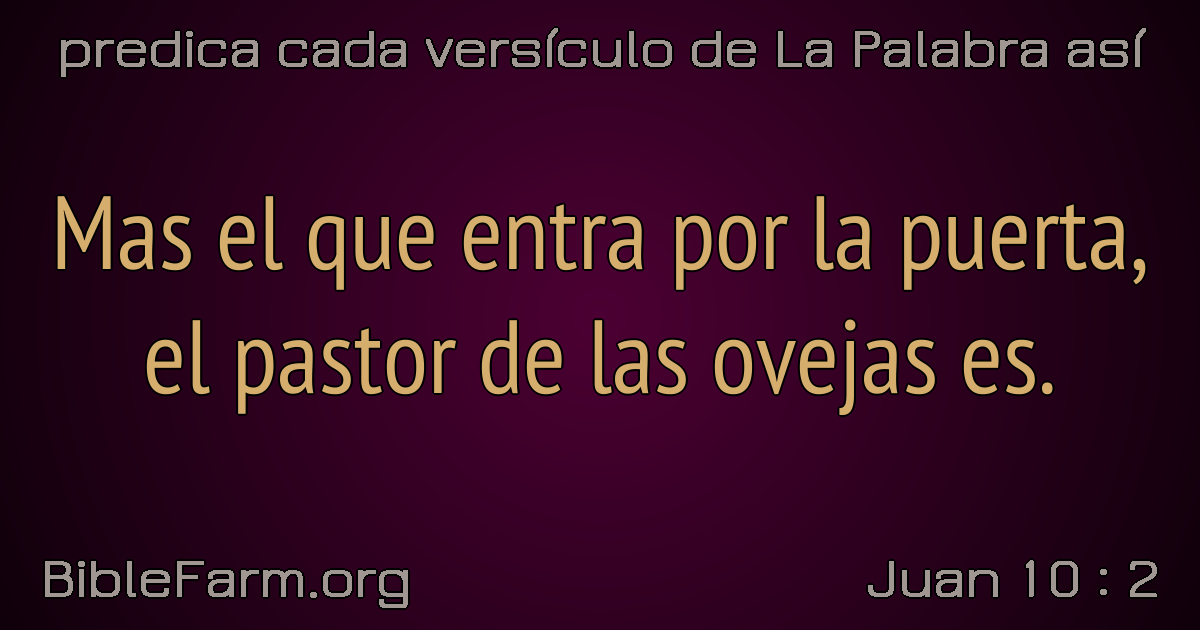 predica cada versículo de La Palabra así
Mas el que entra por la puerta,
el pastor de las ovejas es.
BibleFarm.org
Juan 10 : 2